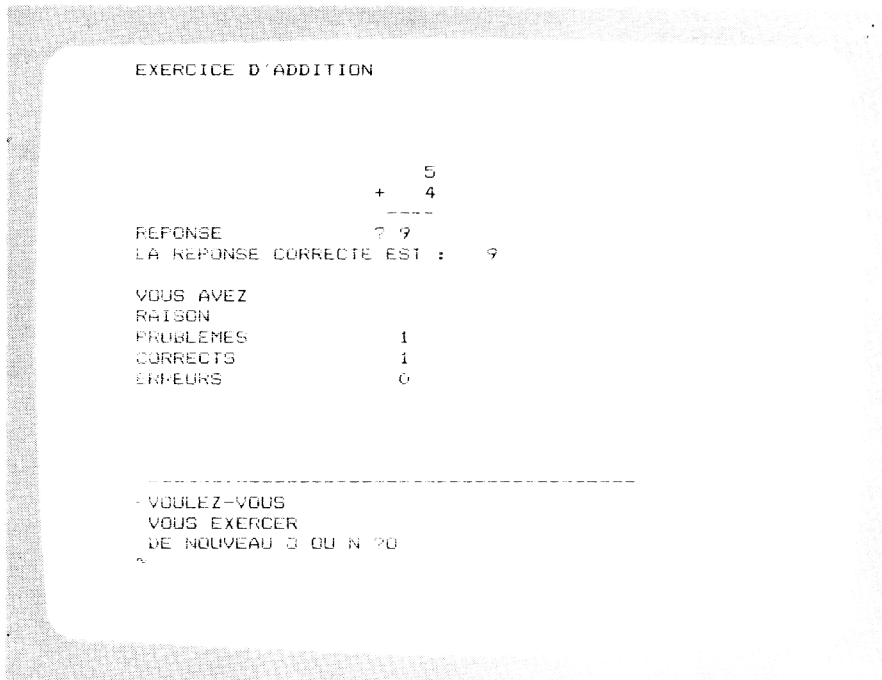 EXERCICE D'ADDITION
5
+ 4
----
REPONSE ? 9
LA REPONSE CORRECTE EST : 9
VOUS AVEZ
RAISON
PROBLEMES 1
CORRECTS 1
ERREURS 0
VOULEZ-VOUS
VOUS EXERCER
DE NOUVEAU O OU N ?O